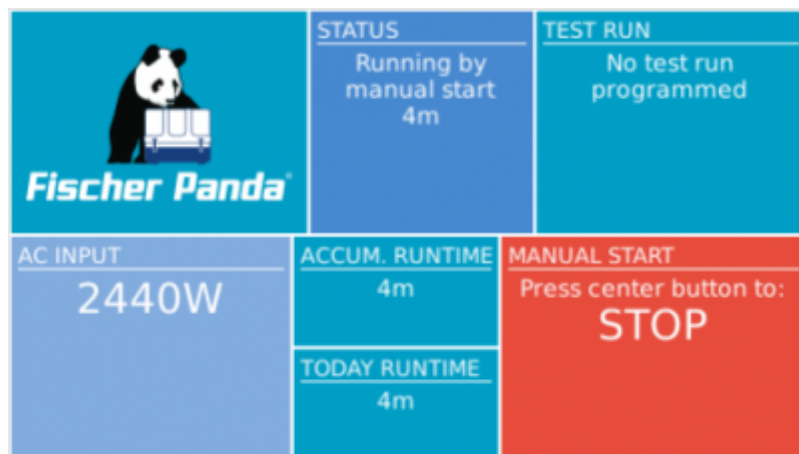 Fischer Panda®
STATUS
Running by
manual start
4m
TEST RUN
No test run
programmed
AC INPUT
2440W
ACCUM. RUNTIME
4m
TODAY RUNTIME
4m
MANUAL START
Press center button to:
STOP